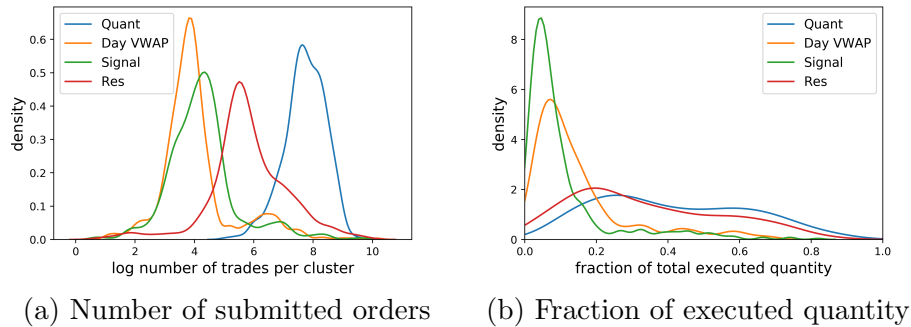 Quant
Day VWAP
Signal
Res
0.6
0.5
0.4
0.3
0.2
0.1
0.0
density
0 2 4 6 8 10
log number of trades per cluster
(a) Number of submitted orders
Quant
Day VWAP
Signal
Res
8
6
4
2
0
density
0.0 0.2 0.4 0.6 0.8 1.0
fraction of total executed quantity
(b) Fraction of executed quantity